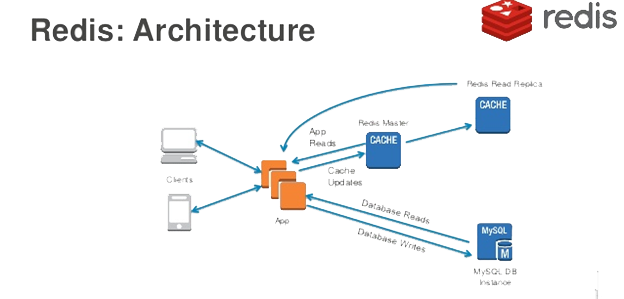 Redis: Architecture
redis
Redis Read Replica
CACHE
Redis Master
CACHE
App
Reads
Cache
Updates
Clients
App
Database Reads
Database Writes
MySQL
M
MySQL DB
Instance